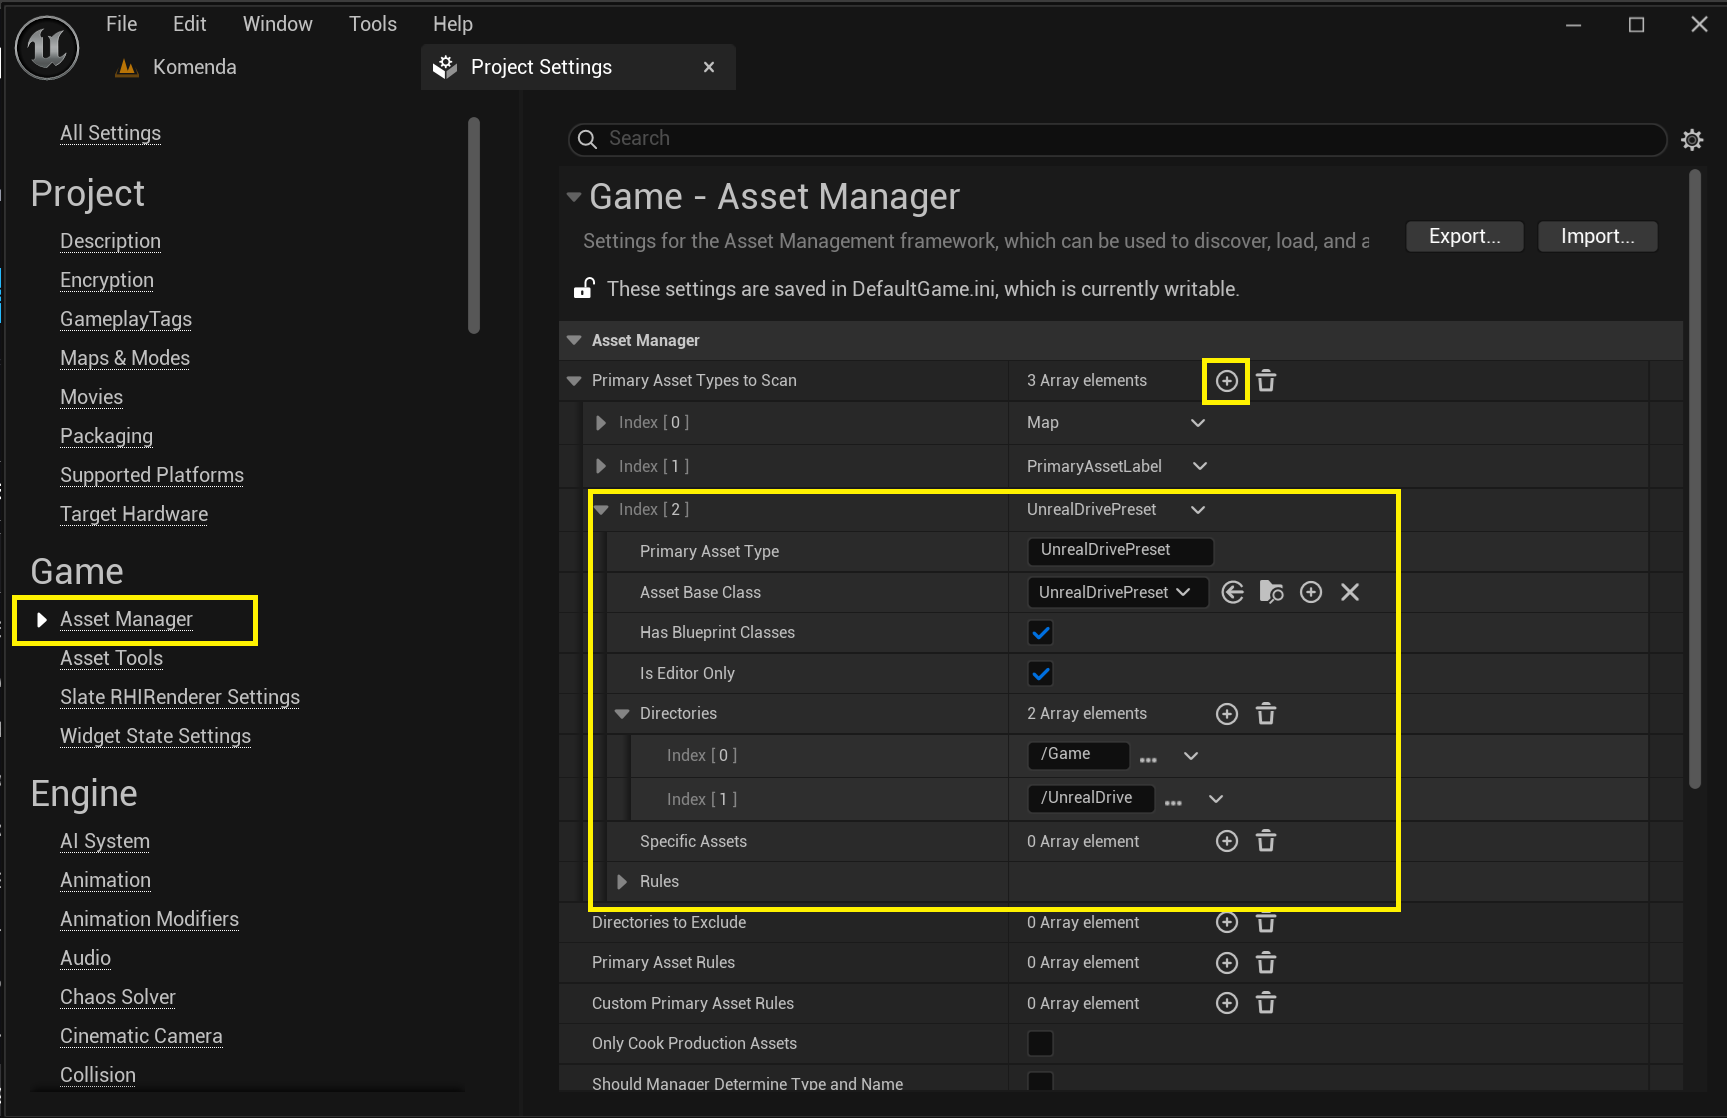 File Edit Window Tools Help
Komenda
Project Settings
All Settings
Project
Description
Encryption
GameplayTags
Maps & Modes
Movies
Packaging
Supported Platforms
Target Hardware
Game
Asset Manager
Asset Tools
Slate RHIRenderer Settings
Widget State Settings
Engine
AI System
Animation
Animation Modifiers
Audio
Chaos Solver
Cinematic Camera
Collision
Search
Game - Asset Manager
Settings for the Asset Management framework, which can be used to discover, load, and a
Export... Import...
These settings are saved in DefaultGame.ini, which is currently writable.
Asset Manager
Primary Asset Types to Scan 3 Array elements
Index [ 0 ] Map
Index [ 1 ] PrimaryAssetLabel
Index [ 2 ] UnrealDrivePreset
Primary Asset Type UnrealDrivePreset
Asset Base Class UnrealDrivePreset
Has Blueprint Classes
Is Editor Only
Directories 2 Array elements
Index [ 0 ] /Game ...
Index [ 1 ] /UnrealDrive ...
Specific Assets 0 Array element
Rules
Directories to Exclude 0 Array element
Primary Asset Rules 0 Array element
Custom Primary Asset Rules 0 Array element
Only Cook Production Assets
Should Manager Determine Type and Name